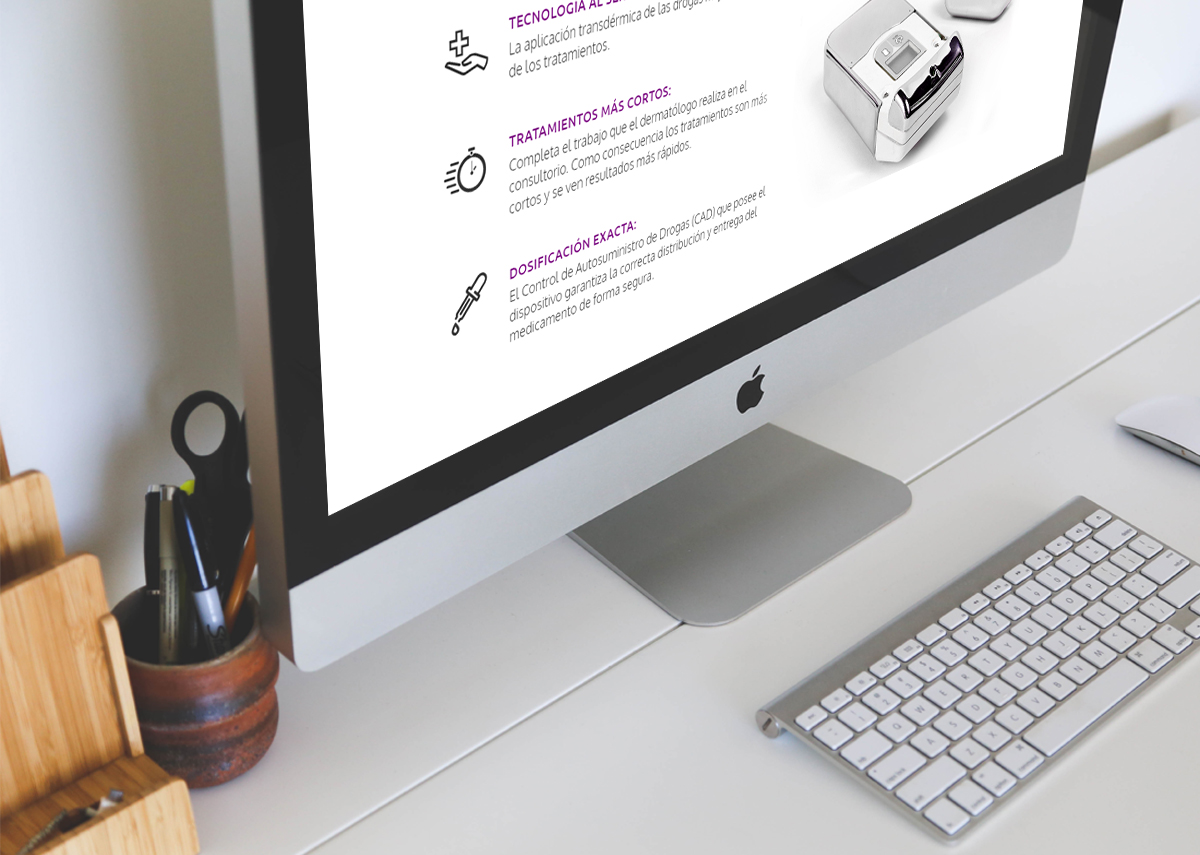 TECNOLOGÍA AL
La aplicación transdérmica de las drogas
de los tratamientos.
TRATAMIENTOS MÁS CORTOS:
Completa el trabajo que el dermatólogo realiza en el
consultorio. Como consecuencia los tratamientos son más
cortos y se ven resultados más rápidos.
DOSIFICACIÓN EXACTA:
El Control de Autosuministro de Drogas (CAD) que posee el
dispositivo garantiza la correcta distribución y entrega del
medicamento de forma segura.